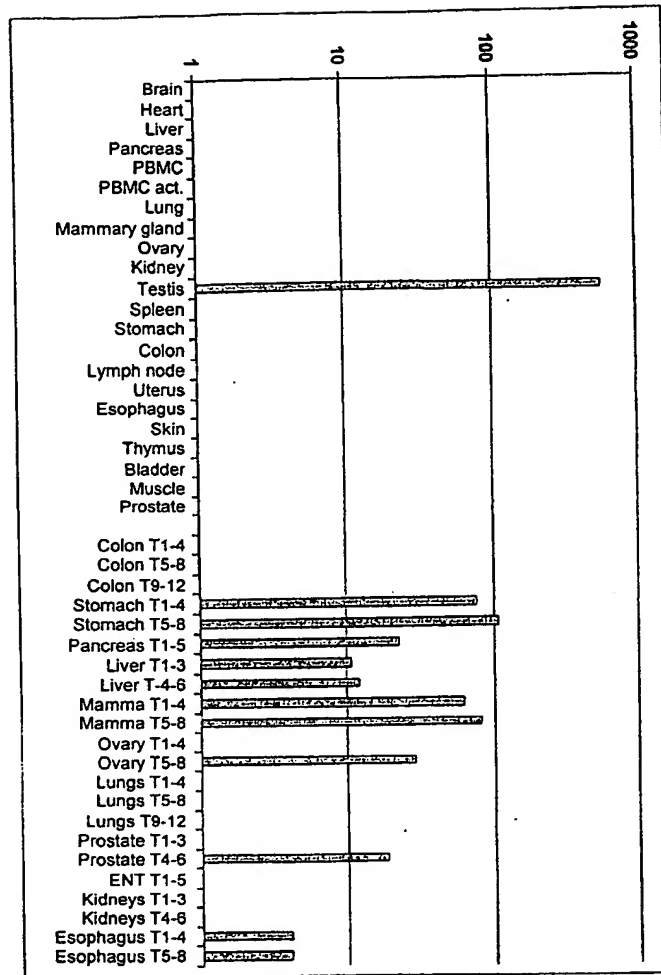 1
10
100
1000
Brain
Heart
Liver
Pancreas
PBMC
PBMC act.
Lung
Mammary gland
Ovary
Kidney
Testis
Spleen
Stomach
Colon
Lymph node
Uterus
Esophagus
Skin
Thymus
Bladder
Muscle
Prostate
Colon T1-4
Colon T5-8
Colon T9-12
Stomach T1-4
Stomach T5-8
Pancreas T1-5
Liver T1-3
Liver T-4-6
Mamma T1-4
Mamma T5-8
Ovary T1-4
Ovary T5-8
Lungs T1-4
Lungs T5-8
Lungs T9-12
Prostate T1-3
Prostate T4-6
ENT T1-5
Kidneys T1-3
Kidneys T4-6
Esophagus T1-4
Esophagus T5-8